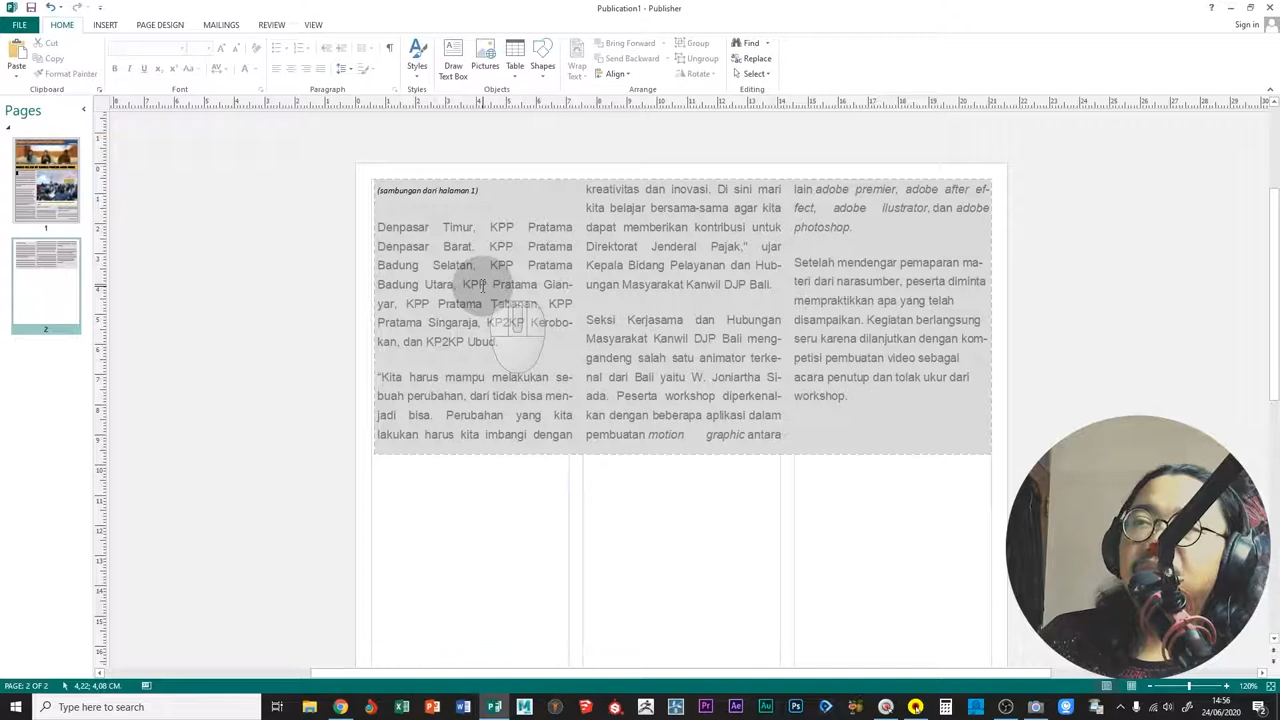 Publication1 - Publisher
Sign in
FILE HOME INSERT PAGE DESIGN MAILINGS REVIEW VIEW
Paste
Cut
Copy
Format Painter
Clipboard
Font
Paragraph
Styles
Styles
Draw Text Box
Pictures
Table
Shapes
Objects
Wrap Text
Bring Forward
Send Backward
Align
Group
Ungroup
Rotate
Arrange
Find
Replace
Select
Editing
Pages
1
2
(sambungan dari halaman 1)
Denpasar Timur, KPP Pratama
Denpasar Barat. KPP Pratama
Badung Selatan, KPP Pratama
Badung Utara, KPP Pratama Gian-
yar, KPP Pratama Tabanan, KPP
Pratama Singaraja, KP2KP Kerobo-
kan, dan KP2KP Ubud.
“Kita harus mampu melakukan se-
buah perubahan, dari tidak bisa men-
jadi bisa. Perubahan yang kita
lakukan harus kita imbangi dengan
kreativitas dan inovasi. Di sini mari
kita belajar bersama-sama agar kita
dapat memberikan kontribusi untuk
Direktorat Jenderal Pajak,” ujar
Kepala Bidang Pelayanan dan Hub-
ungan Masyarakat Kanwil DJP Bali.
Seksi Kerjasama dan Hubungan
Masyarakat Kanwil DJP Bali meng-
gandeng salah satu animator terke-
nal dari Bali yaitu W. Joniartha Si-
ada. Peserta workshop diperkenal-
kan dengan beberapa aplikasi dalam
pembuatan motion graphic antara
lain adobe premier, adobe after ef-
fect, adobe llustrator, dan adobe
photoshop.
Setelah mendengar pemaparan ma-
teri dari narasumber, peserta diminta
mempraktikkan apa yang telah
disampaikan. Kegiatan berlangsung
seru karena dilanjutkan dengan kom-
petisi pembuatan video sebagai
acara penutup dan tolak ukur dari
workshop.
PAGE: 2 OF 2
4,22; 4,08 CM.
120%
Type here to search
14:56
24/06/2020